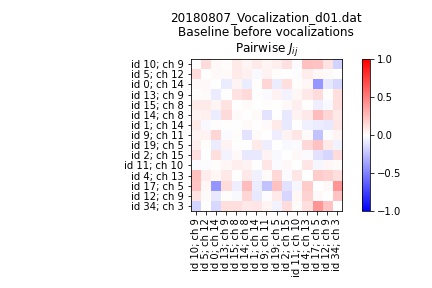 20180807_Vocalization_d01.dat
Baseline before vocalizations
Pairwise J_ij
id 10; ch 9
id 5; ch 12
id 0; ch 14
id 13; ch 9
id 15; ch 8
id 14; ch 8
id 1; ch 14
id 9; ch 11
id 19; ch 5
id 2; ch 15
id 11; ch 10
id 4; ch 13
id 17; ch 5
id 12; ch 9
id 34; ch 3
id 10; ch 9
id 5; ch 12
id 0; ch 14
id 13; ch 9
id 15; ch 8
id 14; ch 8
id 1; ch 14
id 9; ch 11
id 19; ch 5
id 2; ch 15
id 11; ch 10
id 4; ch 13
id 17; ch 5
id 12; ch 9
id 34; ch 3
1.0
0.5
0.0
−0.5
−1.0